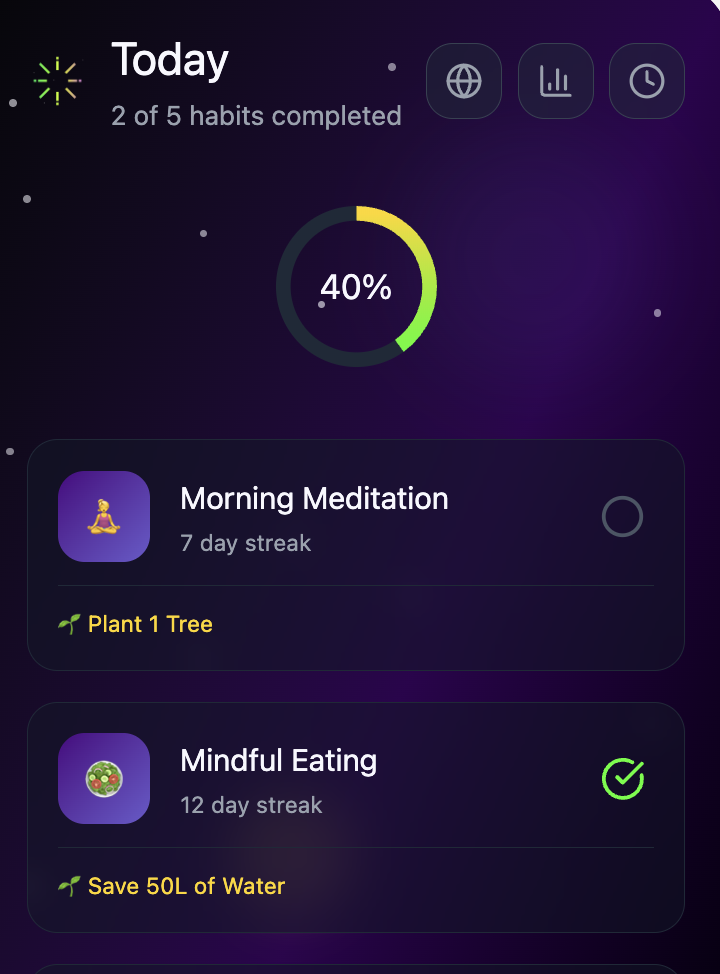 Today
2 of 5 habits completed
40%
Morning Meditation
7 day streak
Plant 1 Tree
Mindful Eating
12 day streak
Save 50L of Water